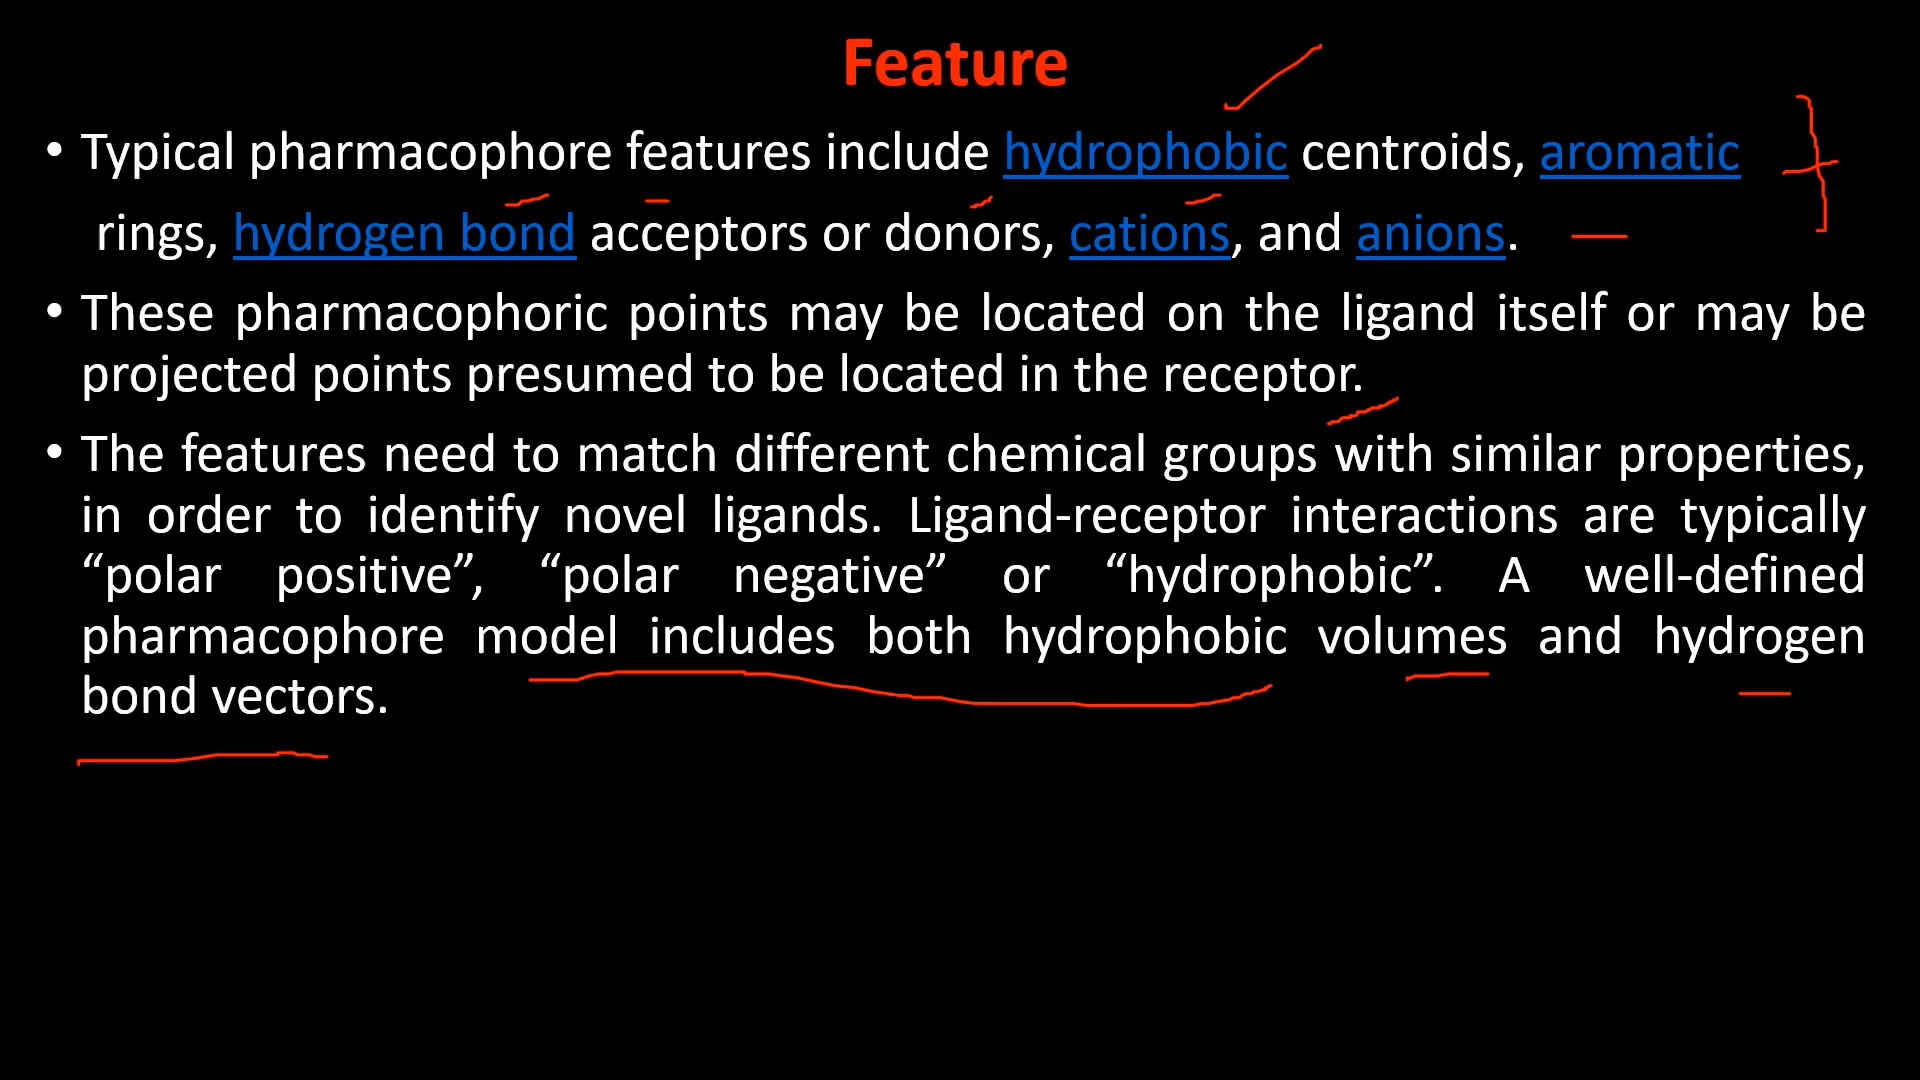 Feature
• Typical pharmacophore features include hydrophobic centroids, aromatic
rings, hydrogen bond acceptors or donors, cations, and anions.
• These pharmacophoric points may be located on the ligand itself or may be
projected points presumed to be located in the receptor.
• The features need to match different chemical groups with similar properties,
in order to identify novel ligands. Ligand-receptor interactions are typically
“polar positive”, “polar negative” or “hydrophobic”. A well-defined
pharmacophore model includes both hydrophobic volumes and hydrogen
bond vectors.